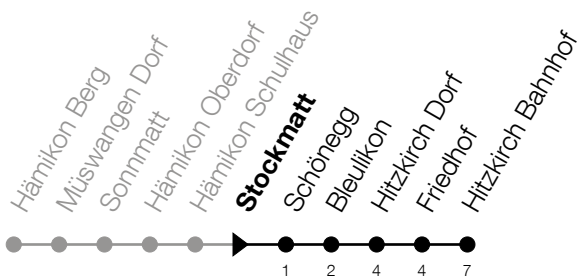 Hämikon Berg
Müswangen Dorf
Sonnmatt
Hämikon Oberdorf
Hämikon Schulhaus
Stockmatt
Schönegg
Bleulikon
Hitzkirch Dorf
Friedhof
Hitzkirch Bahnhof
1 2 4 4 7